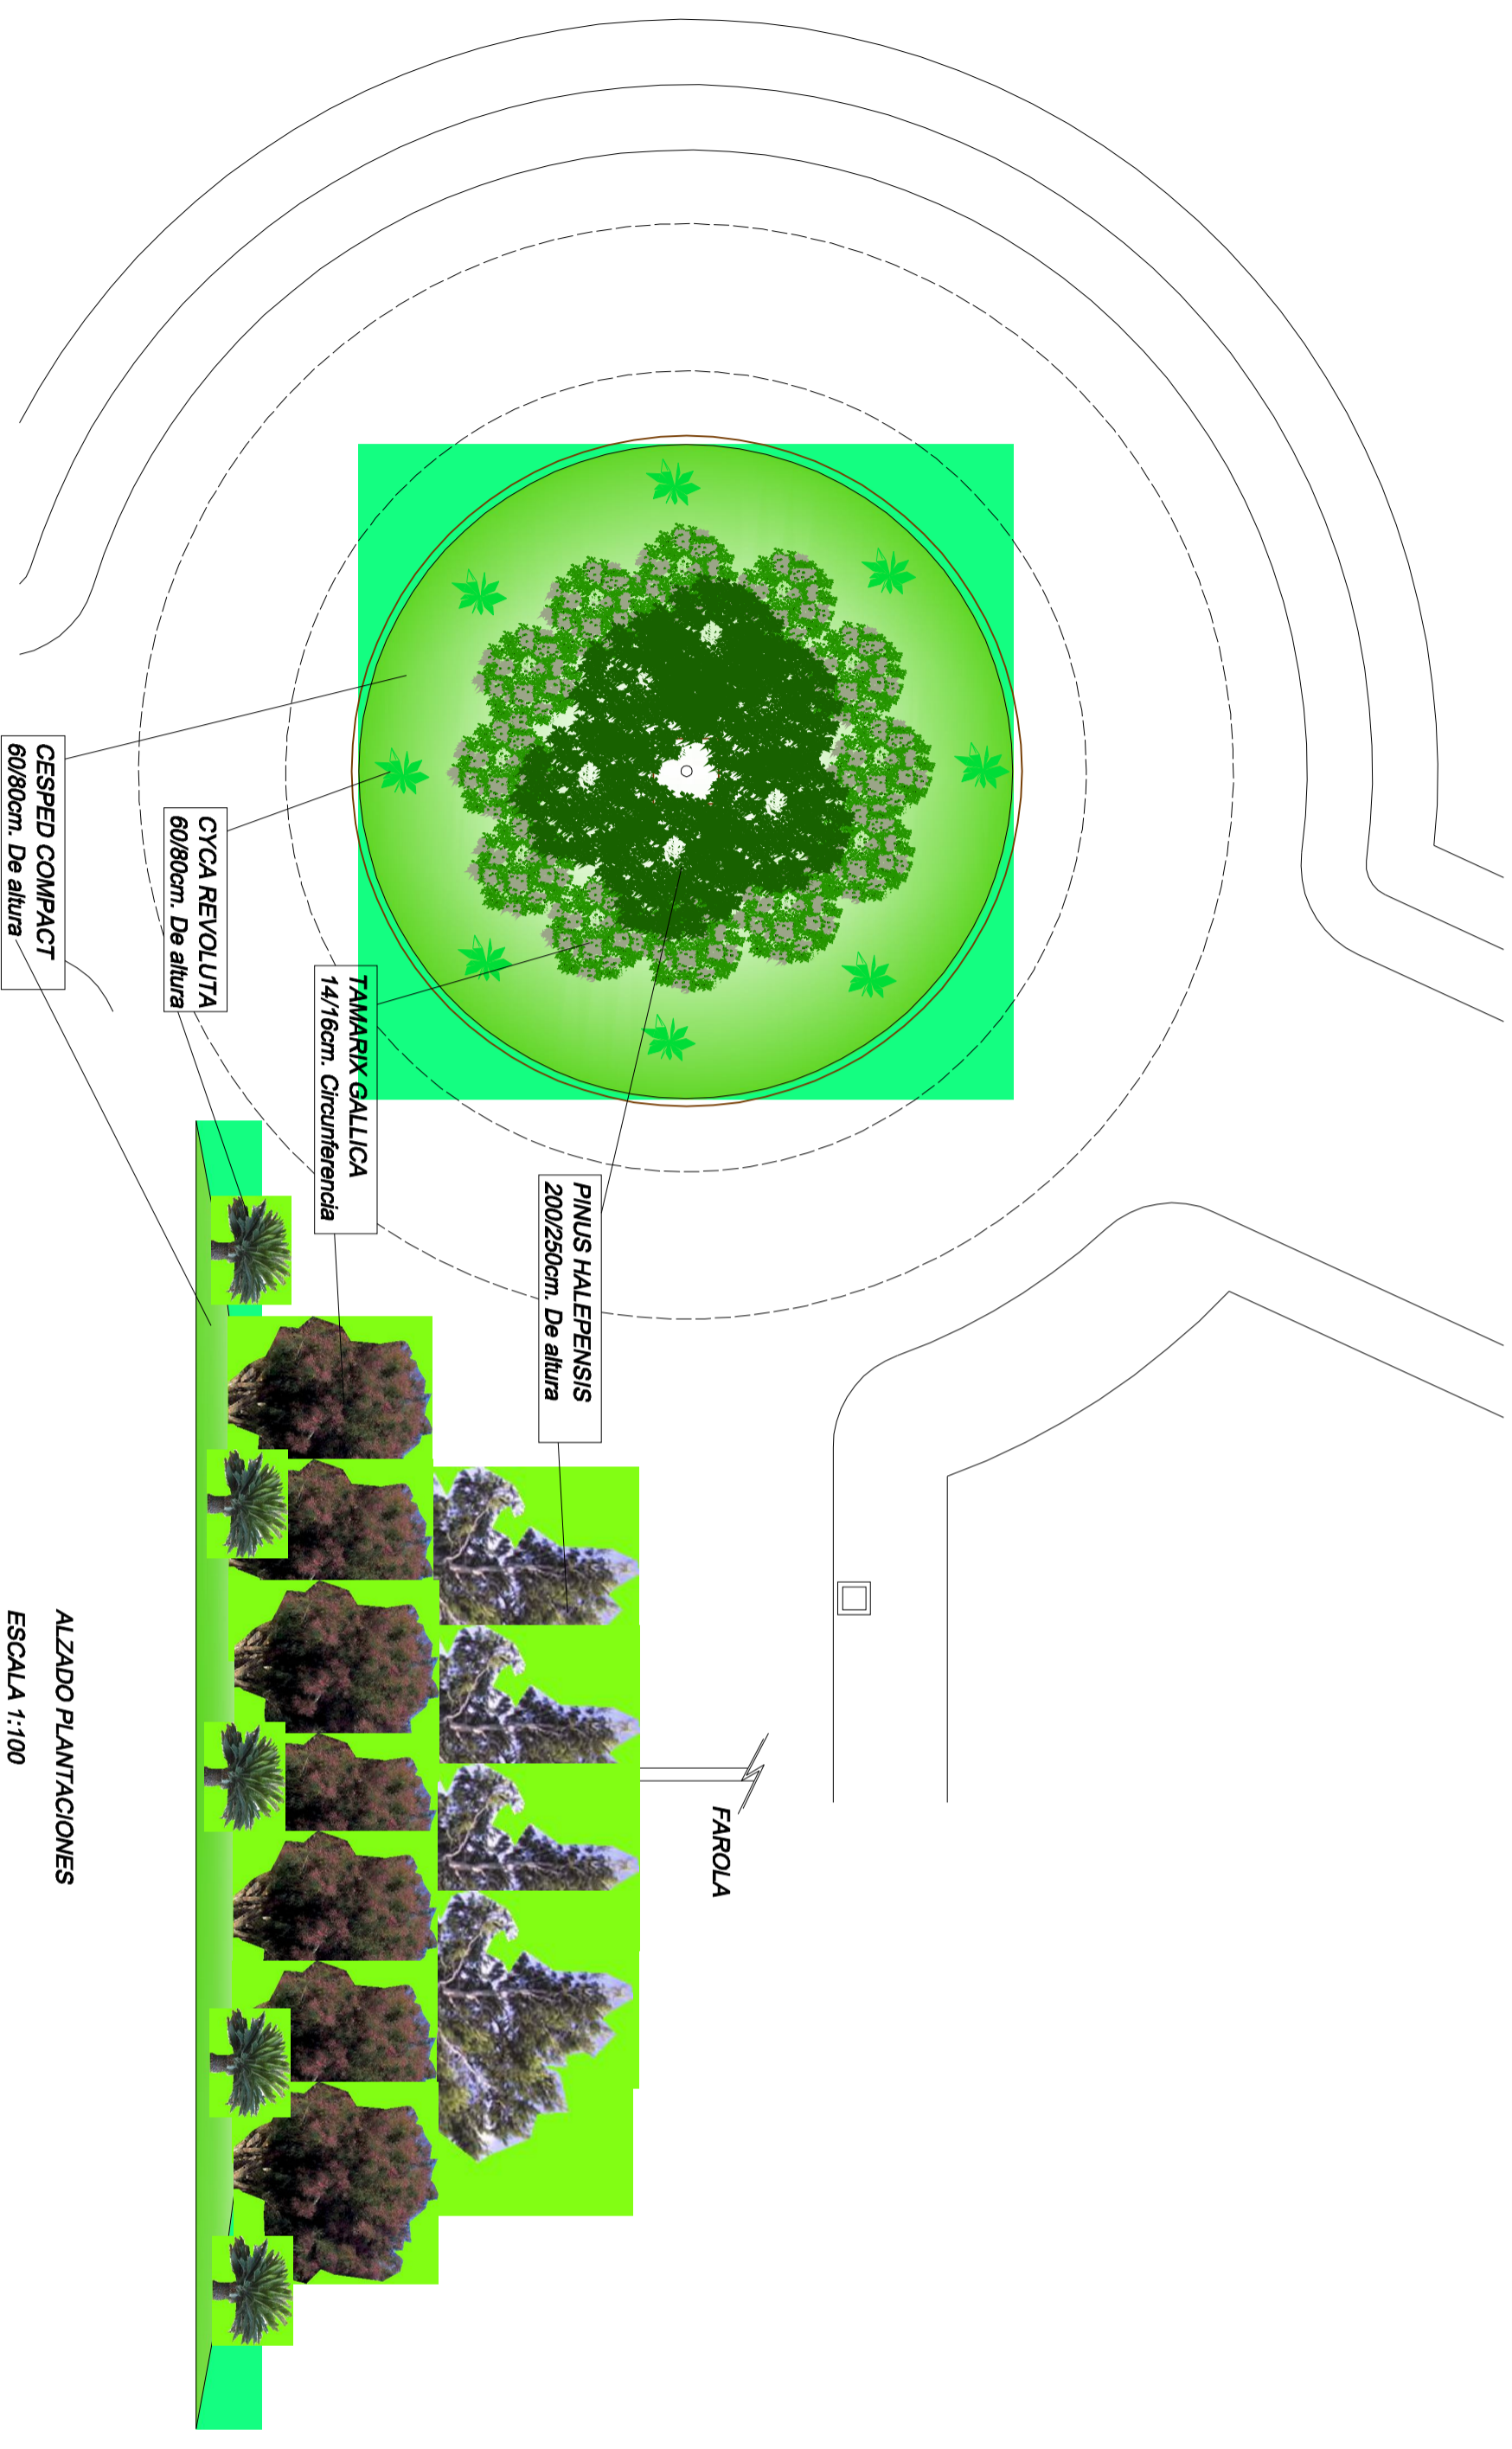 CESPED COMPACT
60/80cm. De altura
CYCA REVOLUTA
60/80cm. De altura
TAMARIX GALLICA
14/16cm. Circunferencia
PINUS HALEPENSIS
200/250cm. De altura
FAROLA
ALZADO PLANTACIONES
ESCALA 1:100